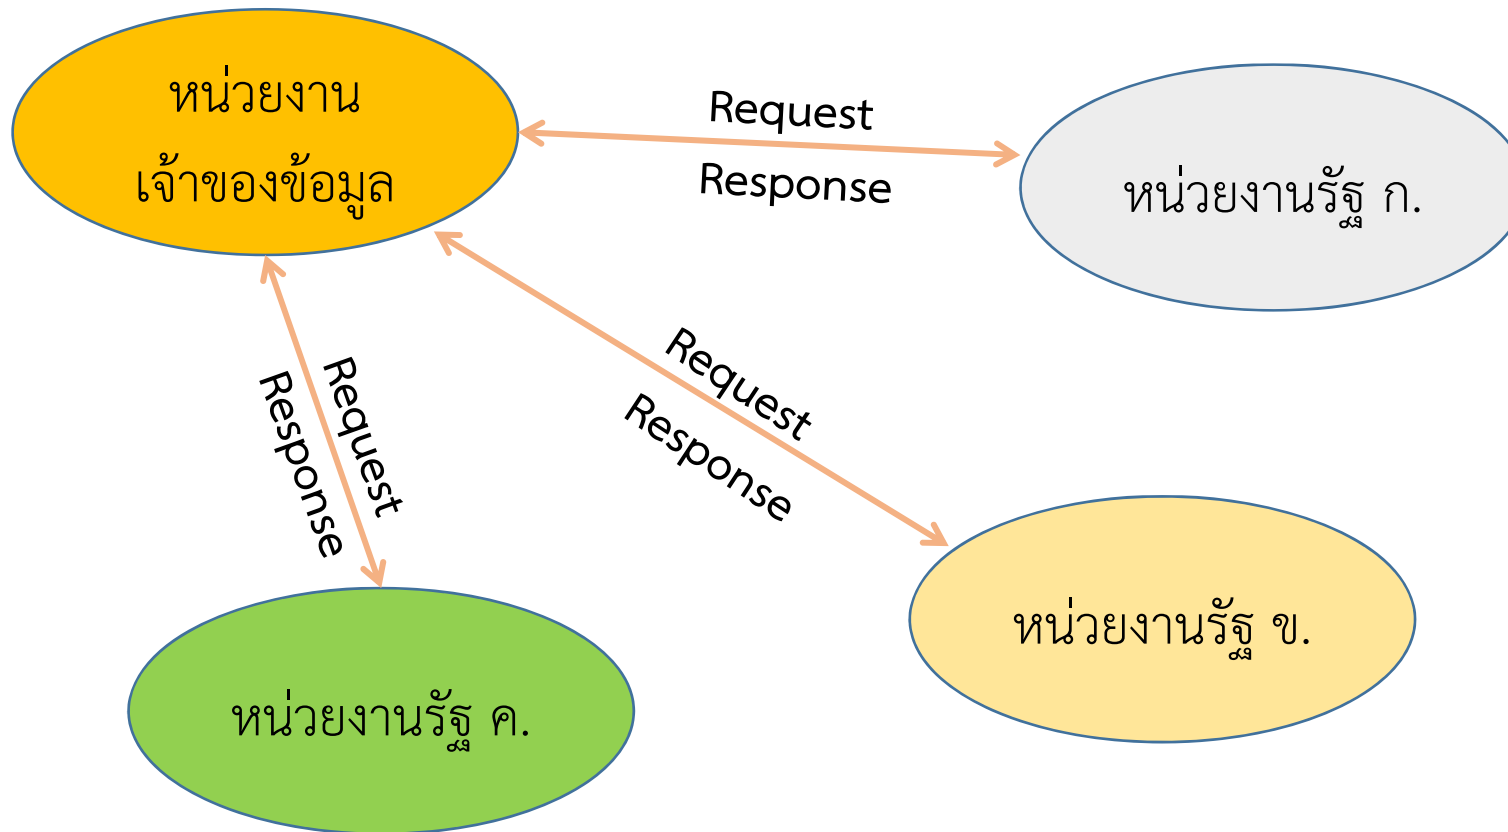 หน่วยงาน
เจ้าของข้อมูล
Request
Response
หน่วยงานรัฐ ก.
Request
Response
Request
Response
หน่วยงานรัฐ ข.
หน่วยงานรัฐ ค.